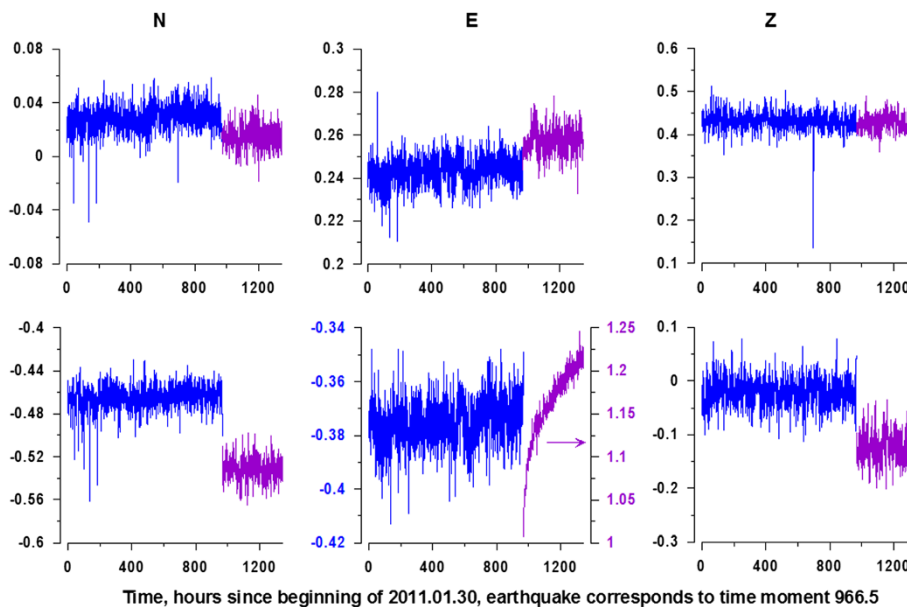 N E Z
0.08 0.3 0.6
0.04 0.28 0.5
0 0.26 0.4
-0.04 0.24 0.3
-0.08 0.22 0.2
0.2 0.1
0 400 800 1200 0 400 800 1200 0 400 800 1200
-0.4 -0.34 1.25 0.1
-0.44 -0.36 1.2 0
-0.48 -0.38 1.15 -0.1
-0.52 -0.4 1.1 -0.2
-0.56 -0.42 1.05 -0.3
-0.6 1
0 400 800 1200 0 400 800 1200 0 400 800 1200
Time, hours since beginning of 2011.01.30, earthquake corresponds to time moment 966.5